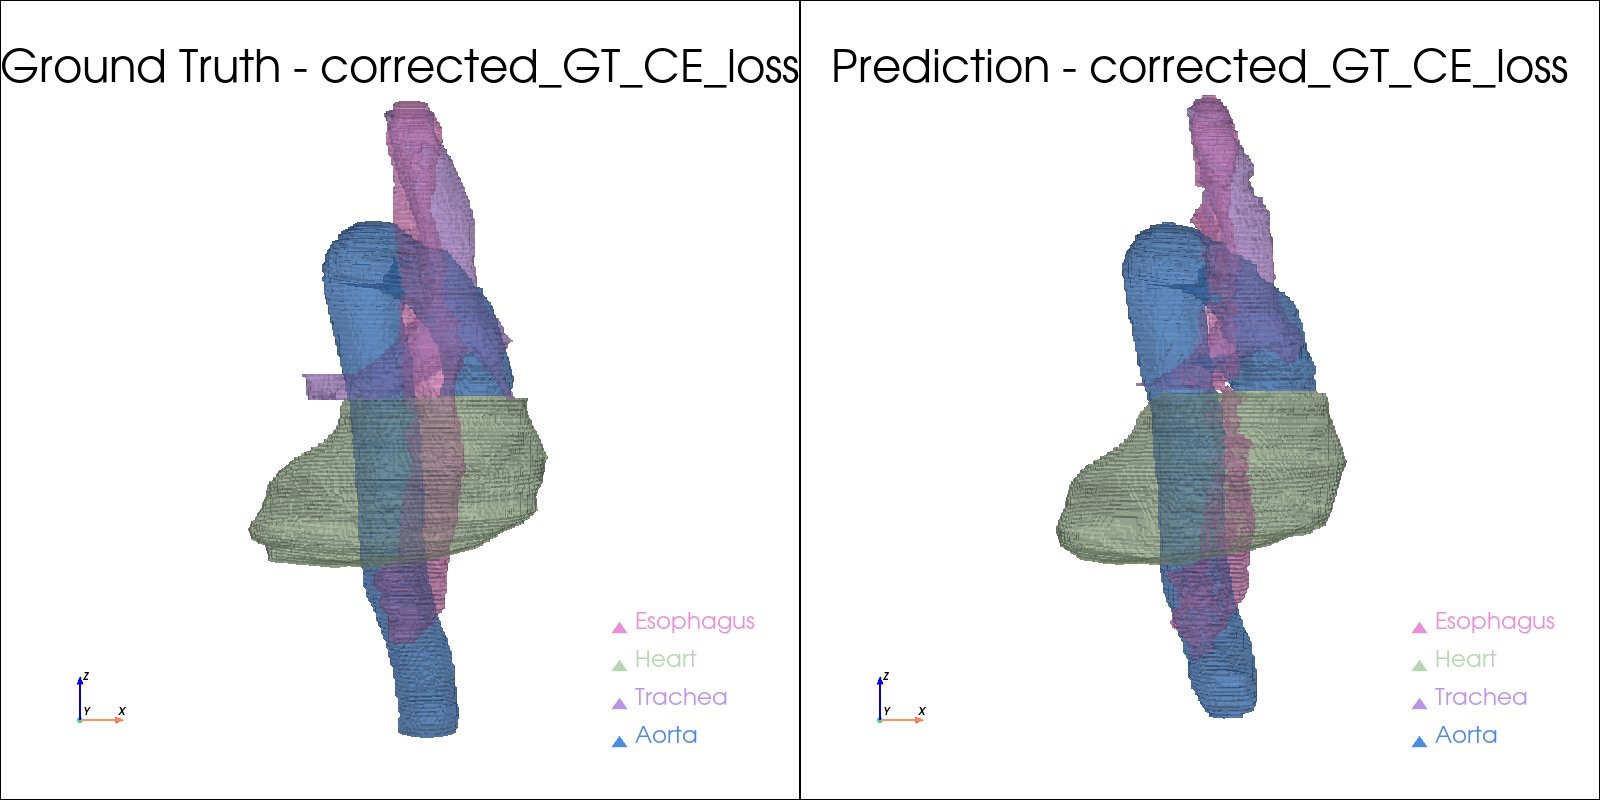 Ground Truth - corrected_GT_CE_loss
Esophagus
Heart
Trachea
Aorta
Z
Y X
Prediction - corrected_GT_CE_loss
Esophagus
Heart
Trachea
Aorta
Z
Y X